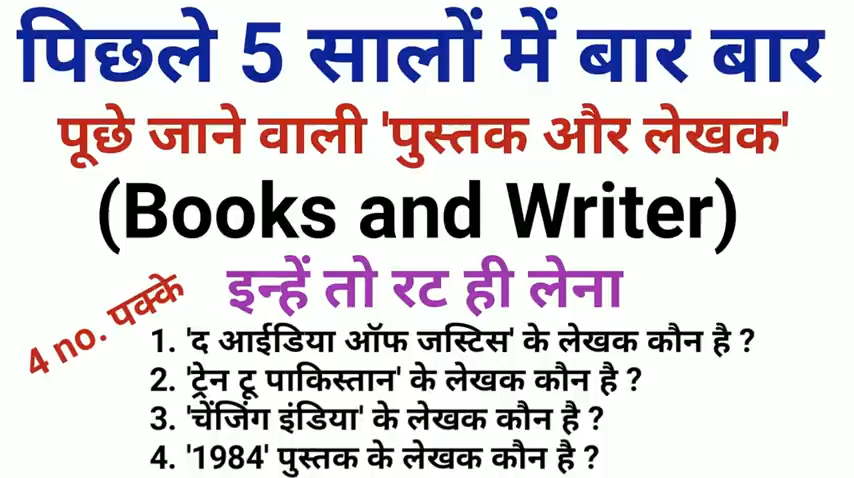 पिछले 5 सालों में बार बार
पूछे जाने वाली 'पुस्तक और लेखक'
(Books and Writer)
इन्हें तो रट ही लेना
4 no. पक्के
1. 'द आईडिया ऑफ जस्टिस' के लेखक कौन है ?
2. 'ट्रेन टू पाकिस्तान' के लेखक कौन है ?
3. 'चेंजिंग इंडिया' के लेखक कौन है ?
4. '1984' पुस्तक के लेखक कौन है ?